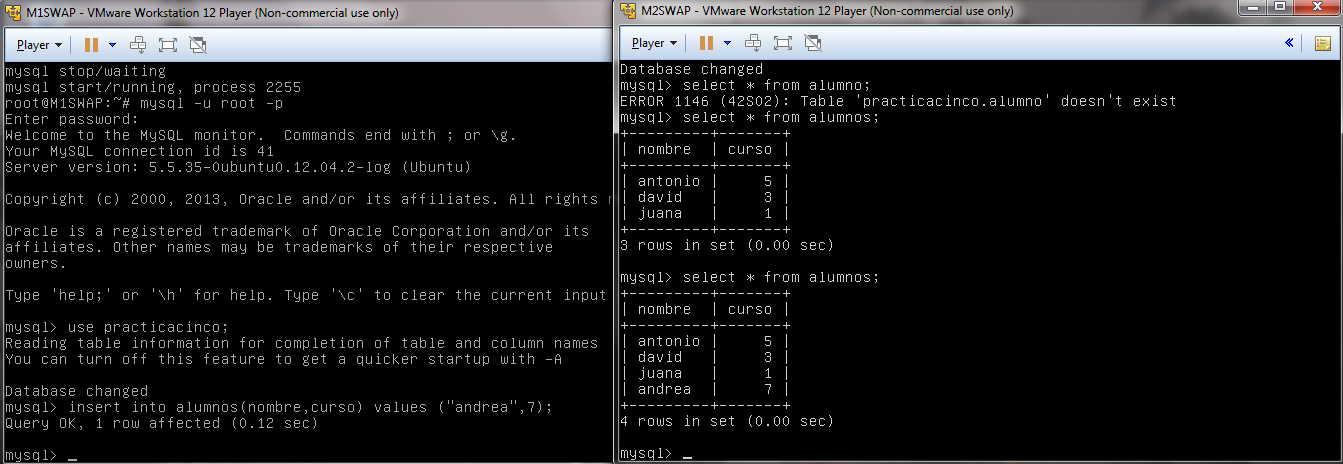 M1SWAP - VMware Workstation 12 Player (Non-commercial use only)
Player
mysql stop/waiting
mysql start/running, process 2255
root@M1SWAP:~# mysql -u root -p
Enter password:
Welcome to the MySQL monitor.  Commands end with ; or \g.
Your MySQL connection id is 41
Server version: 5.5.35-0ubuntu0.12.04.2-log (Ubuntu)
Copyright (c) 2000, 2013, Oracle and/or its affiliates. All rights r
Oracle is a registered trademark of Oracle Corporation and/or its
affiliates. Other names may be trademarks of their respective
owners.
Type 'help;' or '\h' for help. Type '\c' to clear the current input
mysql> use practicacinco;
Reading table information for completion of table and column names
You can turn off this feature to get a quicker startup with -A
Database changed
mysql> insert into alumnos(nombre,curso) values ("andrea",7);
Query OK, 1 row affected (0.12 sec)
mysql> _
M2SWAP - VMware Workstation 12 Player (Non-commercial use only)
Player
Database changed
mysql> select * from alumno;
ERROR 1146 (42S02): Table 'practicacinco.alumno' doesn't exist
mysql> select * from alumnos;
+---------+-------+
| nombre  | curso |
+---------+-------+
| antonio |     5 |
| david   |     3 |
| juana   |     1 |
+---------+-------+
3 rows in set (0.00 sec)
mysql> select * from alumnos;
+---------+-------+
| nombre  | curso |
+---------+-------+
| antonio |     5 |
| david   |     3 |
| juana   |     1 |
| andrea  |     7 |
+---------+-------+
4 rows in set (0.00 sec)
mysql> _